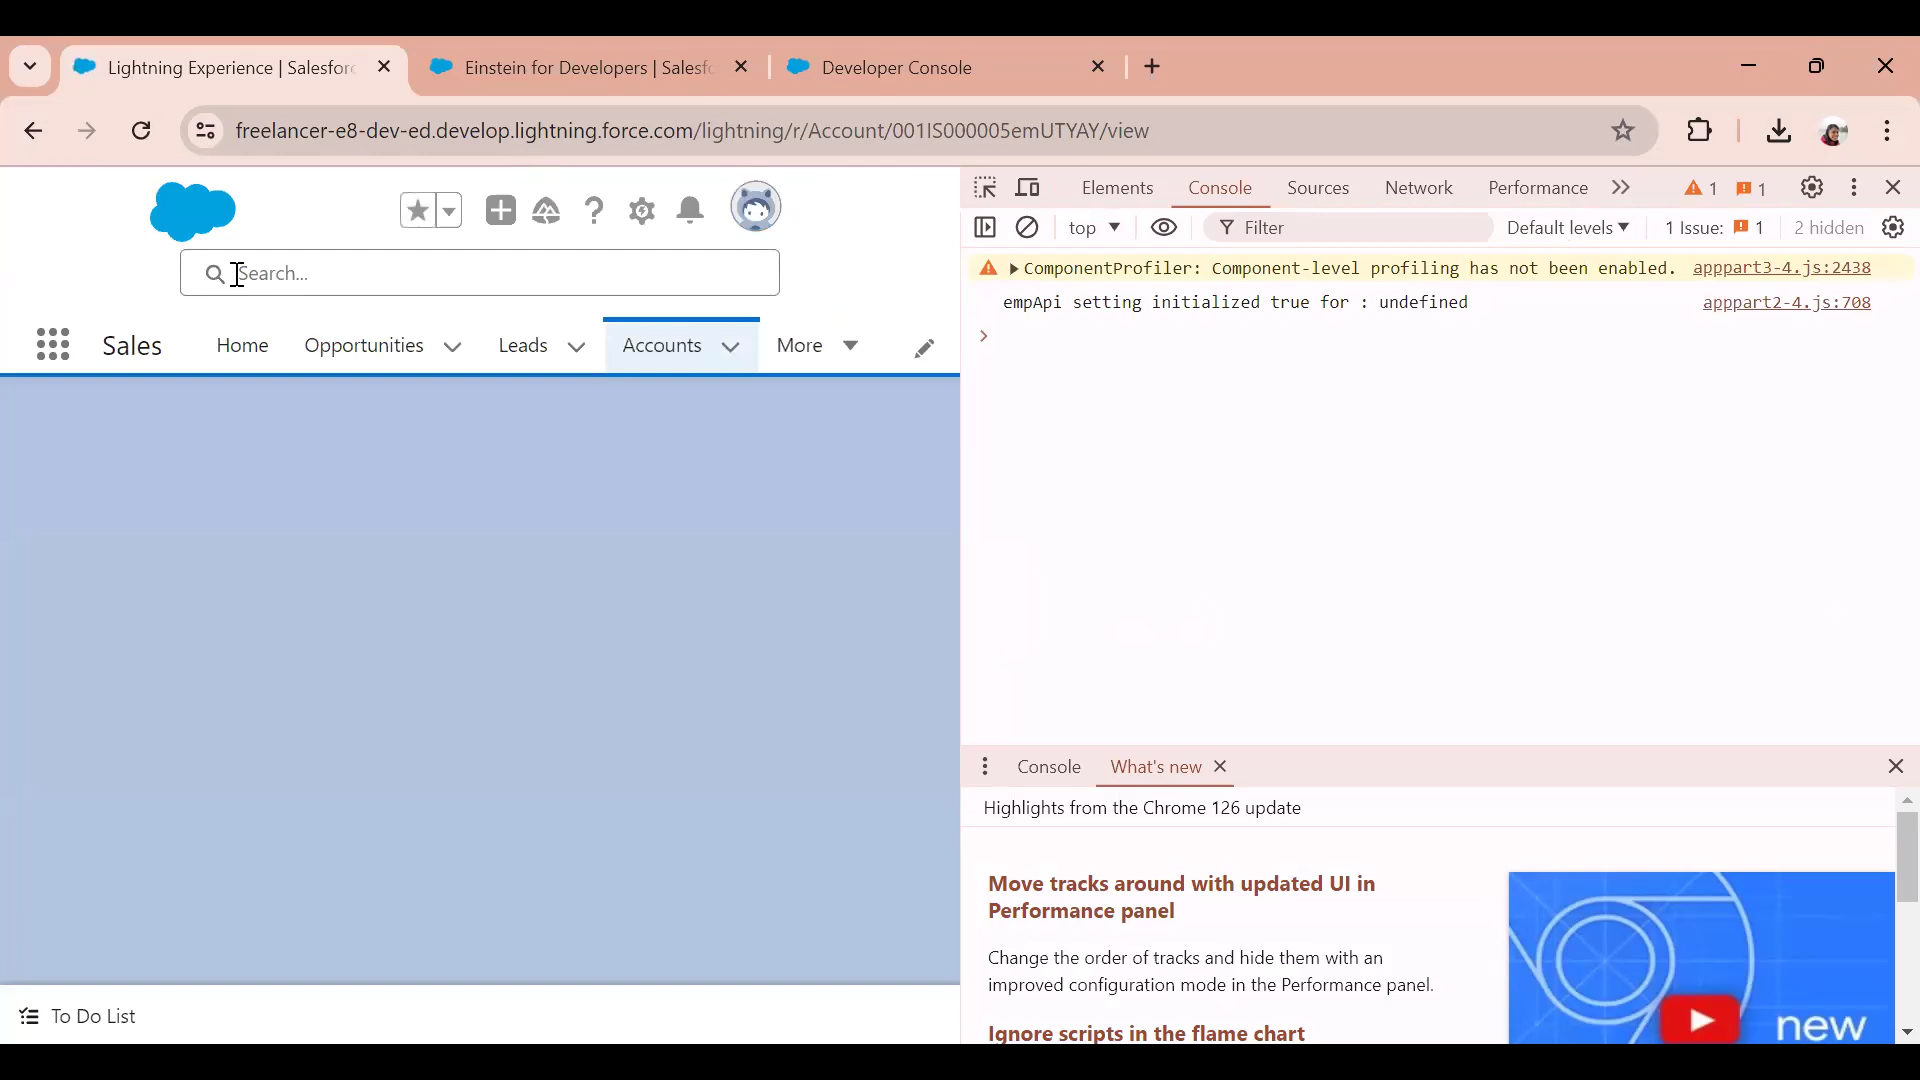 Lightning Experience | Salesforc
Einstein for Developers | Salesfc
Developer Console
freelancer-e8-dev-ed.develop.lightning.force.com/lightning/r/Account/001IS000005emUTYAY/view
Search...
Sales
Home
Opportunities
Leads
Accounts
More
To Do List
Elements
Console
Sources
Network
Performance
1
1
top
Filter
Default levels
1 Issue:
1
2 hidden
ComponentProfiler: Component-level profiling has not been enabled. apppart3-4.js:2438
empApi setting initialized true for : undefined apppart2-4.js:708
Console
What's new
Highlights from the Chrome 126 update
Move tracks around with updated UI in
Performance panel
Change the order of tracks and hide them with an
improved configuration mode in the Performance panel.
Ignore scripts in the flame chart
new